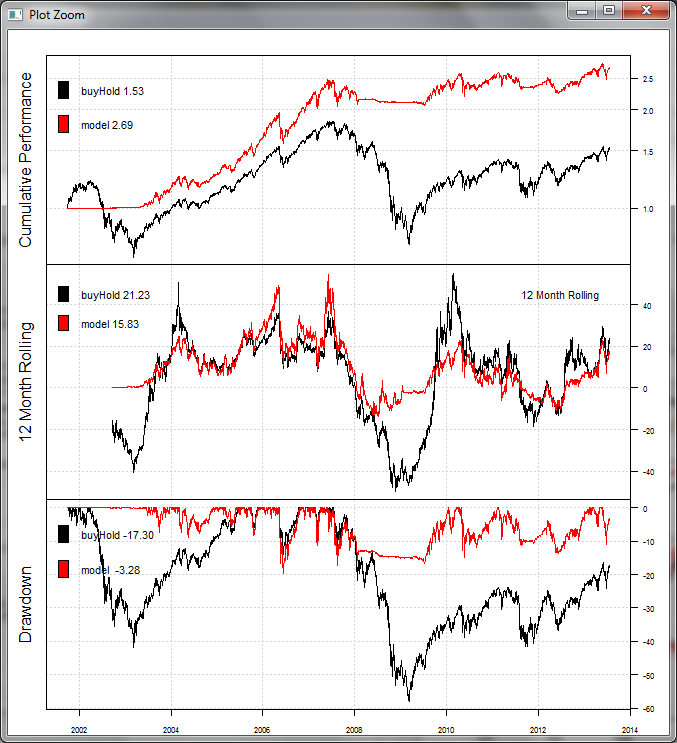 Plot Zoom
Cumulative Performance
buyHold 1.53
model 2.69
2.5
2.0
1.5
1.0
12 Month Rolling
buyHold 21.23
model 15.83
12 Month Rolling
40
20
0
-20
-40
Drawdown
buyHold -17.30
model -3.28
0
-10
-20
-30
-40
-50
-60
2002 2004 2006 2008 2010 2012 2014